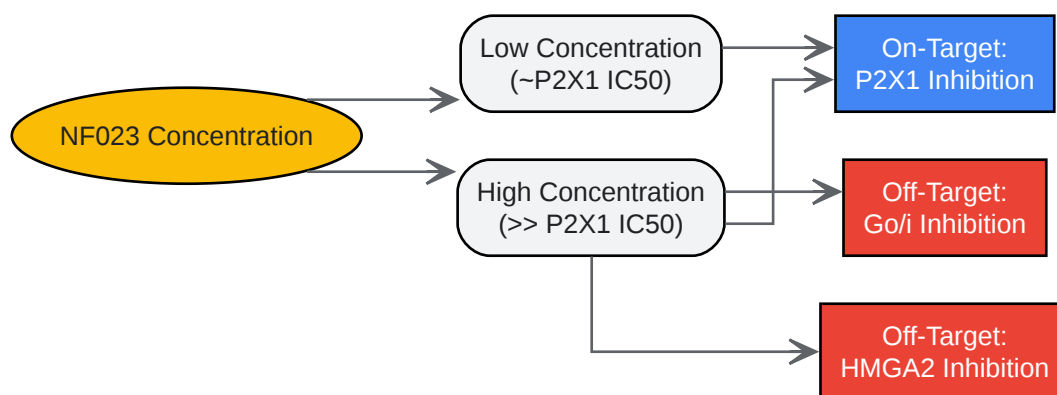 NF023 Concentration
Low Concentration
(~P2X1 IC50)
High Concentration
(>> P2X1 IC50)
On-Target:
P2X1 Inhibition
Off-Target:
Go/i Inhibition
Off-Target:
HMGA2 Inhibition